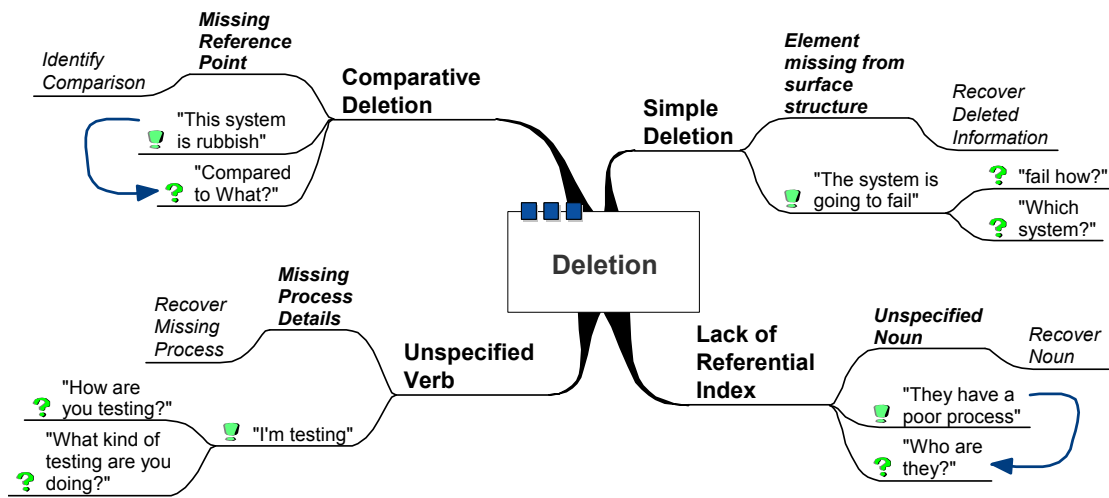 Deletion
Comparative
Deletion
Missing
Reference
Point
Identify
Comparison
"This system
is rubbish"
"Compared
to What?"
Simple
Deletion
Element
missing from
surface
structure
Recover
Deleted
Information
"The system is
going to fail"
"fail how?"
"Which
system?"
Unspecified
Verb
Missing
Process
Details
Recover
Missing
Process
"I'm testing"
"How are
you testing?"
"What kind of
testing are you
doing?"
Lack of
Referential
Index
Unspecified
Noun
Recover
Noun
"They have a
poor process"
"Who are
they?"